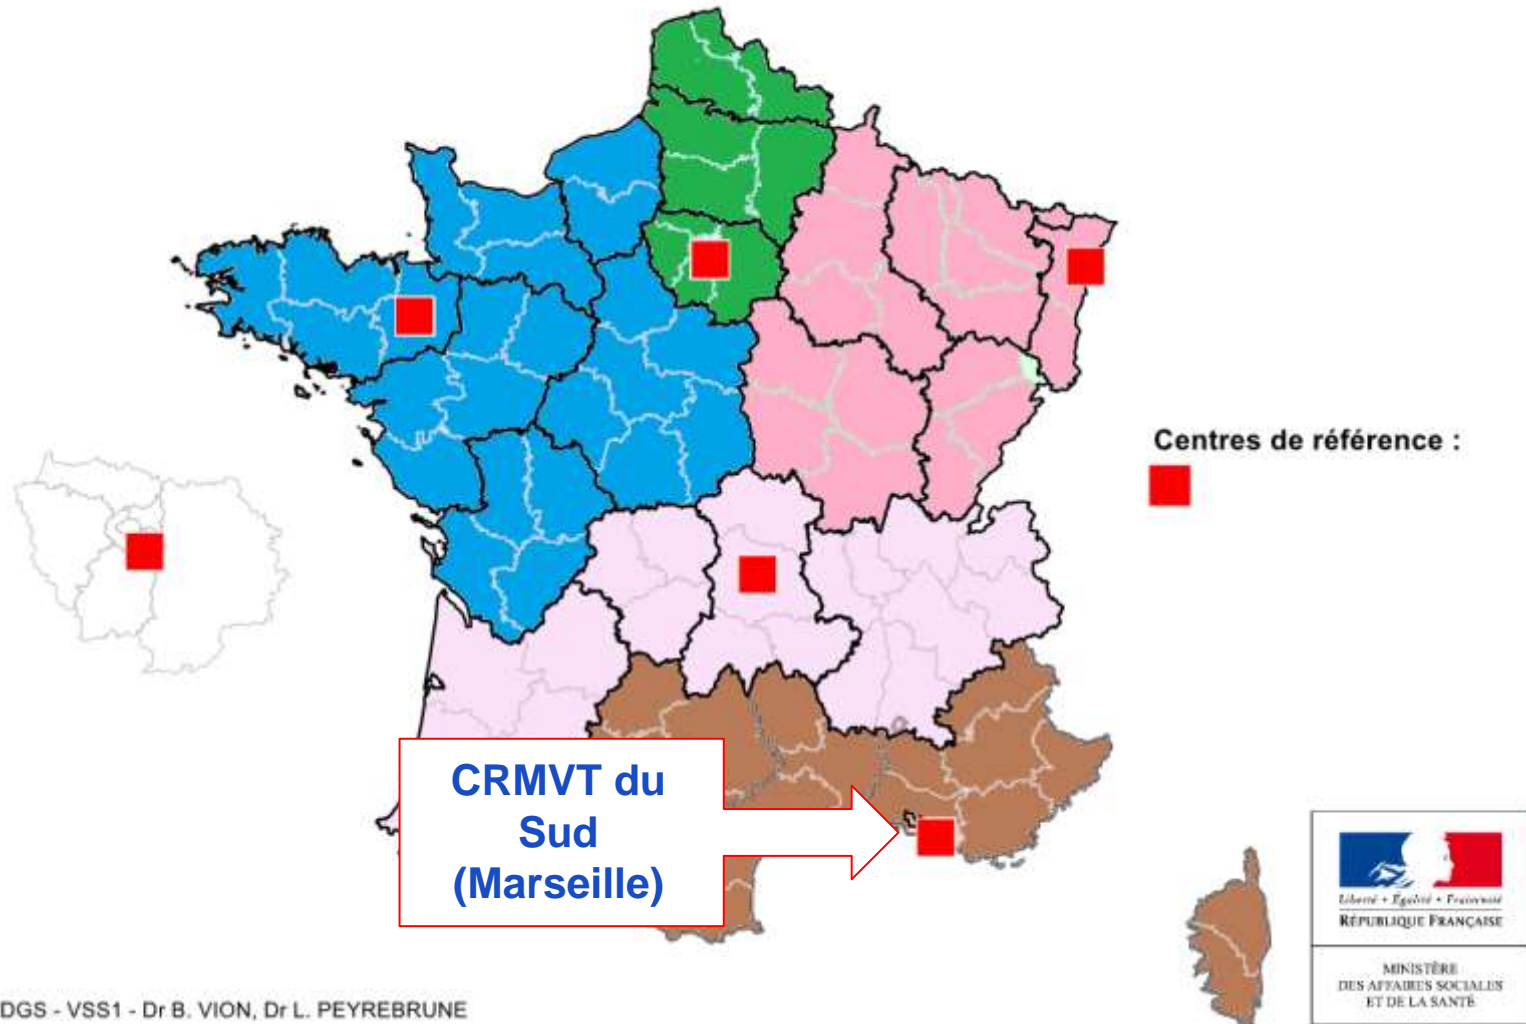 Centres de référence :
CRMVT du
Sud
(Marseille)
Liberté • Égalité • Fraternité
RÉPUBLIQUE FRANÇAISE
MINISTÈRE
DES AFFAIRES SOCIALES
ET DE LA SANTÉ
DGS - VSS1 - Dr B. VION, Dr L. PEYREBRUNE